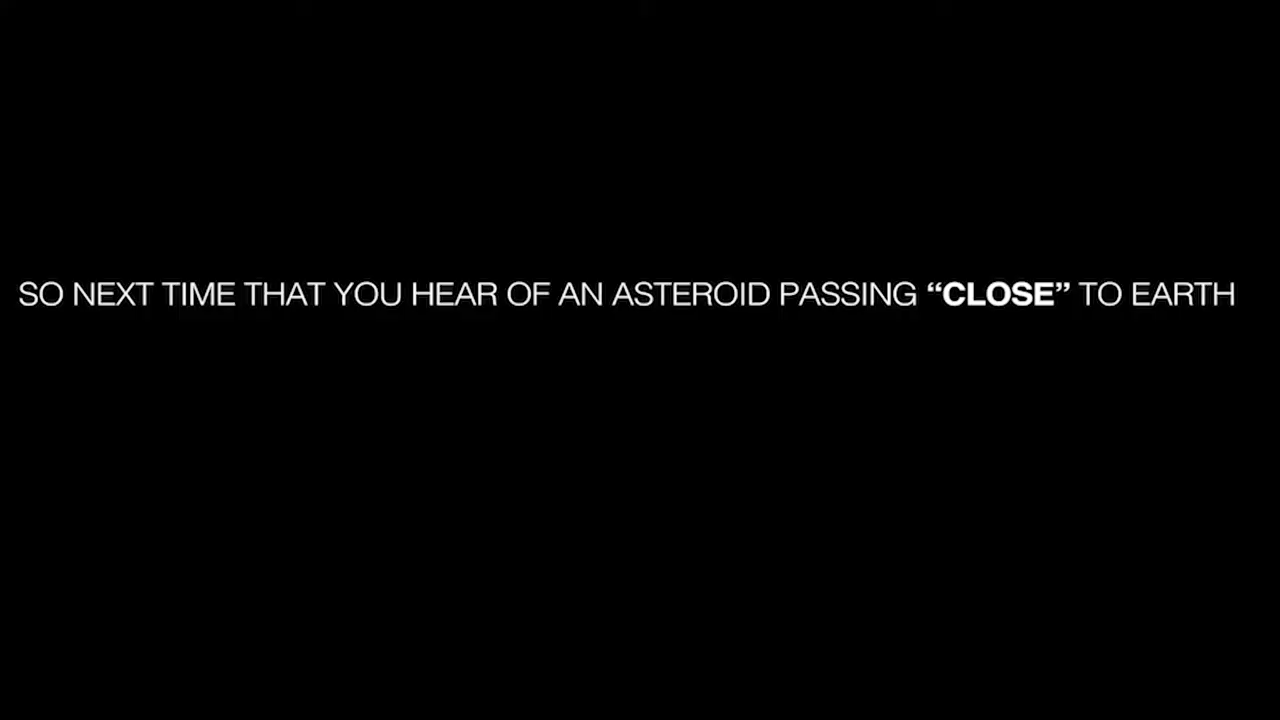 SO NEXT TIME THAT YOU HEAR OF AN ASTEROID PASSING “CLOSE” TO EARTH